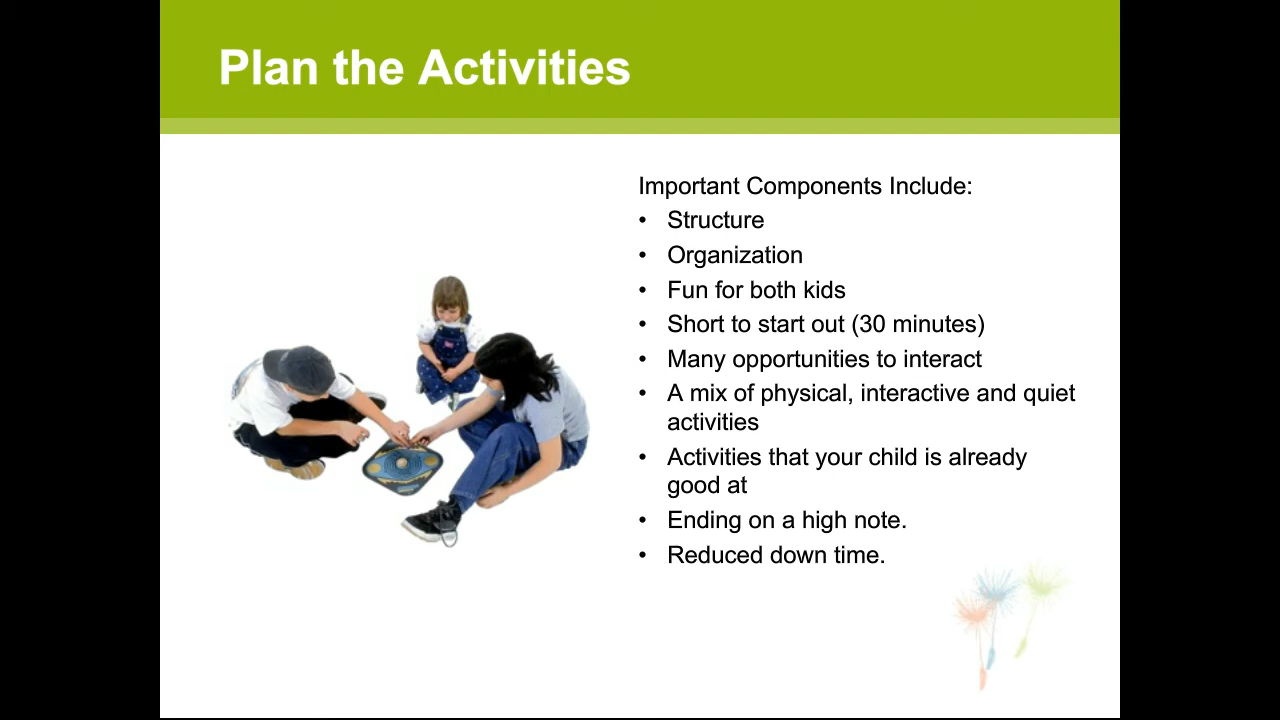 Plan the Activities
Important Components Include:
• Structure
• Organization
• Fun for both kids
• Short to start out (30 minutes)
• Many opportunities to interact
• A mix of physical, interactive and quiet
activities
• Activities that your child is already
good at
• Ending on a high note.
• Reduced down time.